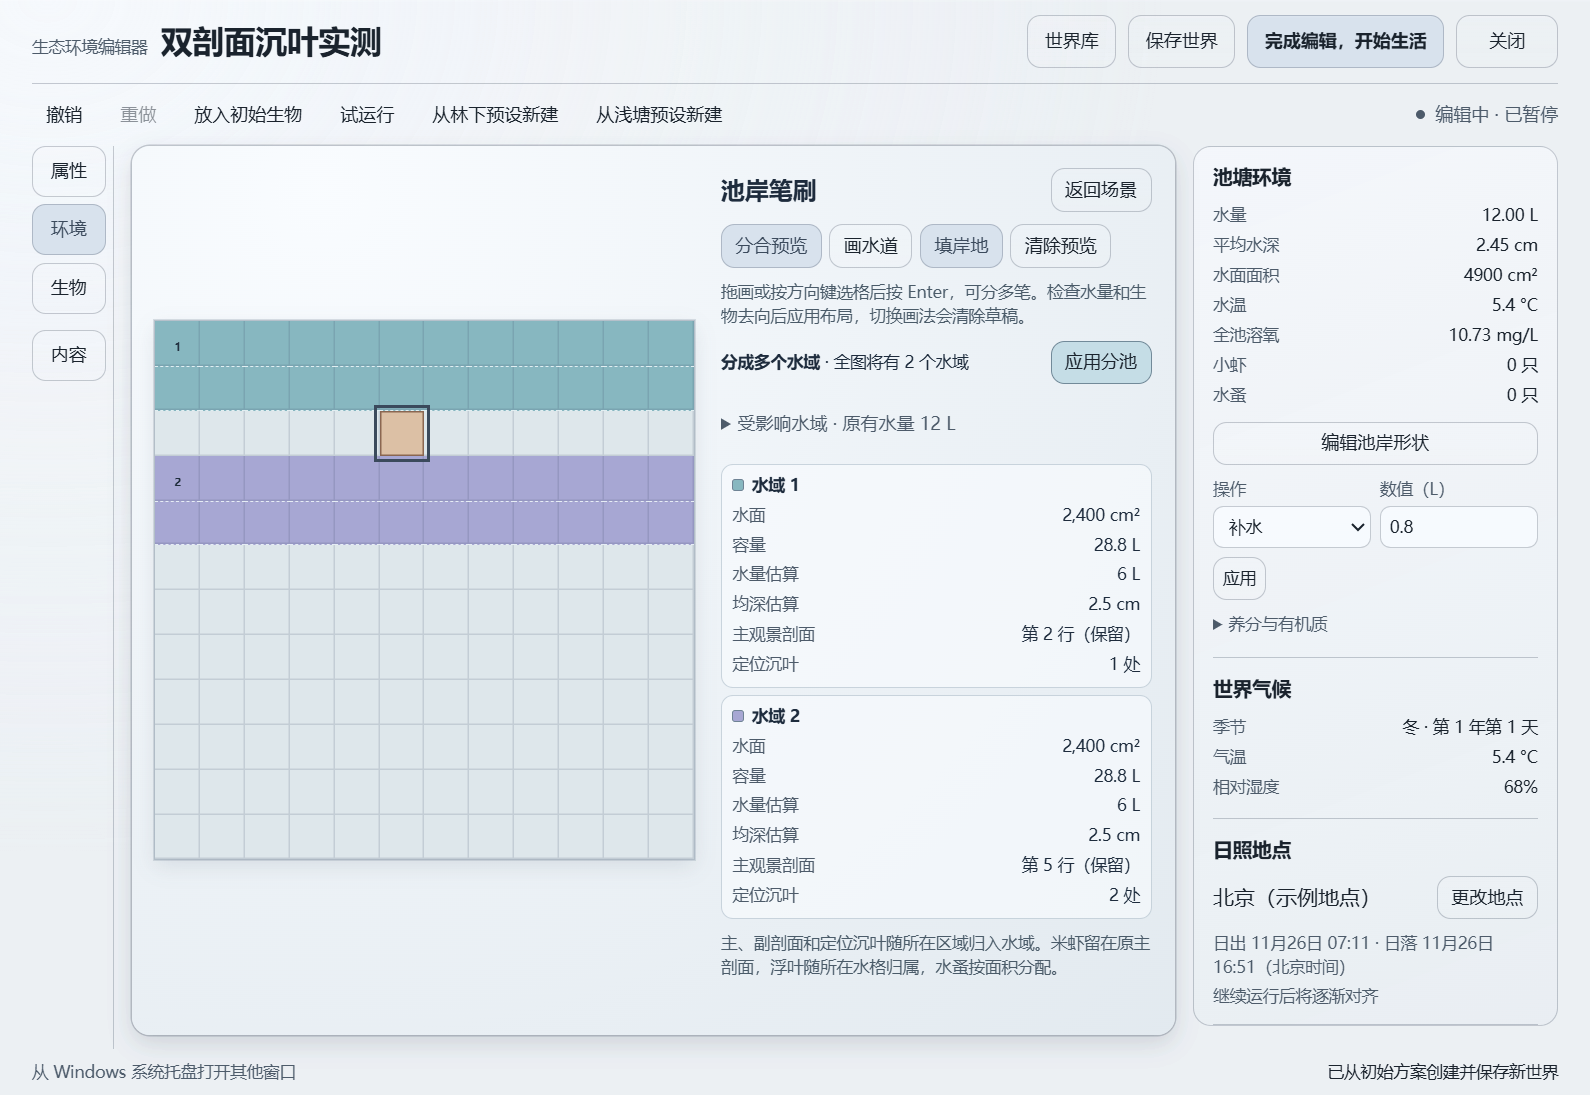 生态环境编辑器 双剖面沉叶实测
世界库 保存世界 完成编辑，开始生活 关闭
撤销 重做 放入初始生物 试运行 从林下预设新建 从浅塘预设新建
编辑中 · 已暂停
属性
环境
生物
内容
1
2
池岸笔刷
返回场景
分合预览 画水道 填岸地 清除预览
拖画或按方向键选格后按 Enter，可分多笔。检查水量和生
物去向后应用布局，切换画法会清除草稿。
分成多个水域 · 全图将有 2 个水域
应用分池
受影响水域 · 原有水量 12 L
水域 1
水面 2,400 cm²
容量 28.8 L
水量估算 6 L
均深估算 2.5 cm
主观景剖面 第 2 行（保留）
定位沉叶 1 处
水域 2
水面 2,400 cm²
容量 28.8 L
水量估算 6 L
均深估算 2.5 cm
主观景剖面 第 5 行（保留）
定位沉叶 2 处
主、副剖面和定位沉叶随所在区域归入水域。米虾留在原主
剖面，浮叶随所在水格归属，水蚤按面积分配。
池塘环境
水量 12.00 L
平均水深 2.45 cm
水面面积 4900 cm²
水温 5.4 °C
全池溶氧 10.73 mg/L
小虾 0 只
水蚤 0 只
编辑池岸形状
操作 数值（L）
补水 0.8
应用
养分与有机质
世界气候
季节 冬 · 第 1 年第 1 天
气温 5.4 °C
相对湿度 68%
日照地点
北京（示例地点） 更改地点
日出 11月26日 07:11 · 日落 11月26日
16:51（北京时间）
继续运行后将逐渐对齐
从 Windows 系统托盘打开其他窗口
已从初始方案创建并保存新世界